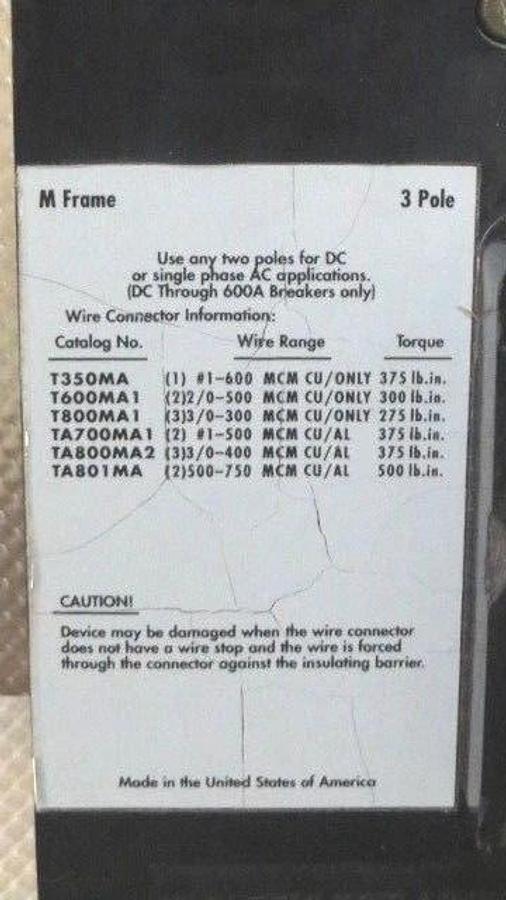 M Frame 3 Pole
Use any two poles for DC
or single phase AC applications.
(DC Through 600A Breakers only)
Wire Connector Information:
Catalog No. Wire Range Torque
T350MA (1) #1-600 MCM CU/ONLY 375 lb.in.
T600MA1 (2)2/0-500 MCM CU/ONLY 300 lb.in.
T800MA1 (3)3/0-300 MCM CU/ONLY 275 lb.in.
TA700MA1 (2) #1-500 MCM CU/AL 375 lb.in.
TA800MA2 (3)3/0-400 MCM CU/AL 375 lb.in.
TA801MA (2)500-750 MCM CU/AL 500 lb.in.
CAUTION!
Device may be damaged when the wire connector
does not have a wire stop and the wire is forced
through the connector against the insulating barrier.
Made in the United States of America